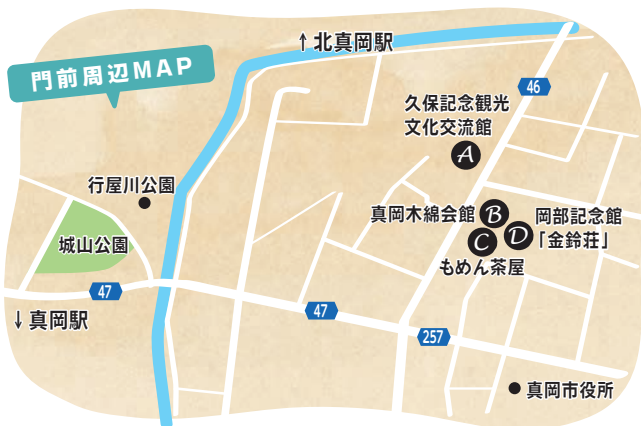 門前周辺MAP
↑北真岡駅
46
久保記念観光
文化交流館
A
行屋川公園
真岡木綿会館
B
岡部記念館
「金鈴荘」
D
C
もめん茶屋
城山公園
47
↓真岡駅
47
257
真岡市役所